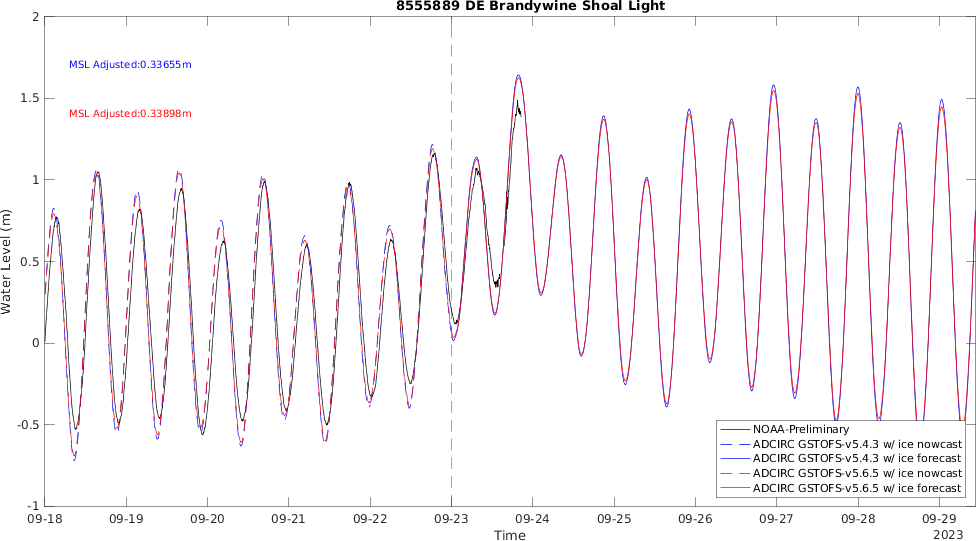 8555889 DE Brandywine Shoal Light
MSL Adjusted:0.33655m
MSL Adjusted:0.33898m
Water Level (m)
2
1.5
1
0.5
0
-0.5
-1
NOAA-Preliminary
ADCIRC GSTOFS-v5.4.3 w/ ice nowcast
ADCIRC GSTOFS-v5.4.3 w/ ice forecast
ADCIRC GSTOFS-v5.6.5 w/ ice nowcast
ADCIRC GSTOFS-v5.6.5 w/ ice forecast
09-18 09-19 09-20 09-21 09-22 09-23 09-24 09-25 09-26 09-27 09-28 09-29
Time
2023